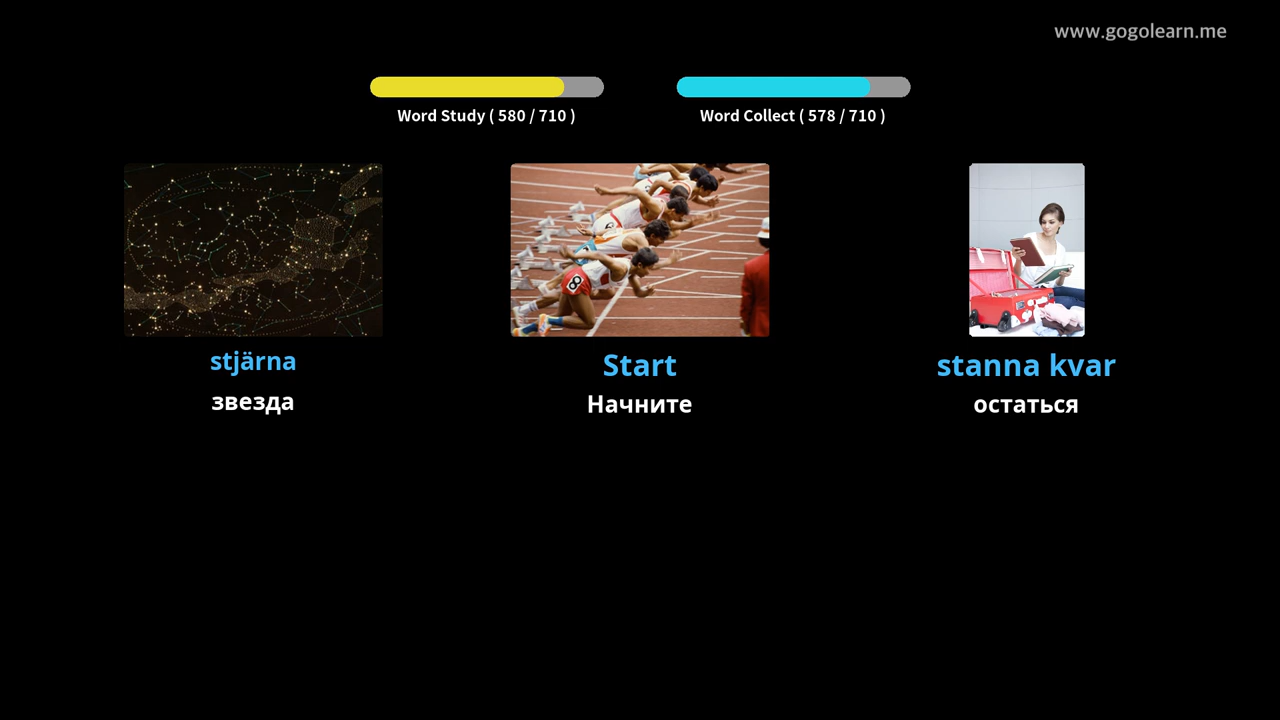 www.gogolearn.me
Word Study ( 580 / 710 )
Word Collect ( 578 / 710 )
stjärna
звезда
Start
Начните
stanna kvar
остаться